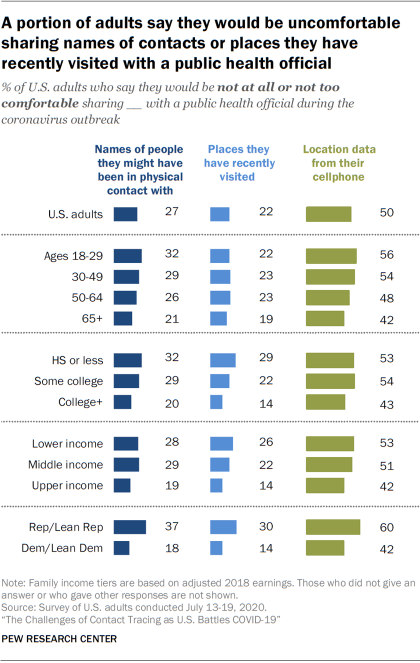 A portion of adults say they would be uncomfortable
sharing names of contacts or places they have
recently visited with a public health official
% of U.S. adults who say they would be not at all or not too
comfortable sharing __ with a public health official during the
coronavirus outbreak
Names of people
they might have
been in physical
contact with
Places they
have recently
visited
Location data
from their
cellphone
U.S. adults 27 22 50
Ages 18-29 32 22 56
30-49 29 23 54
50-64 26 23 48
65+ 21 19 42
HS or less 32 29 53
Some college 29 22 54
College+ 20 14 43
Lower income 28 26 53
Middle income 29 22 51
Upper income 19 14 42
Rep/Lean Rep 37 30 60
Dem/Lean Dem 18 14 42
Note: Family income tiers are based on adjusted 2018 earnings. Those who did not give an
answer or who gave other responses are not shown.
Source: Survey of U.S. adults conducted July 13-19, 2020.
“The Challenges of Contact Tracing as U.S. Battles COVID-19”
PEW RESEARCH CENTER